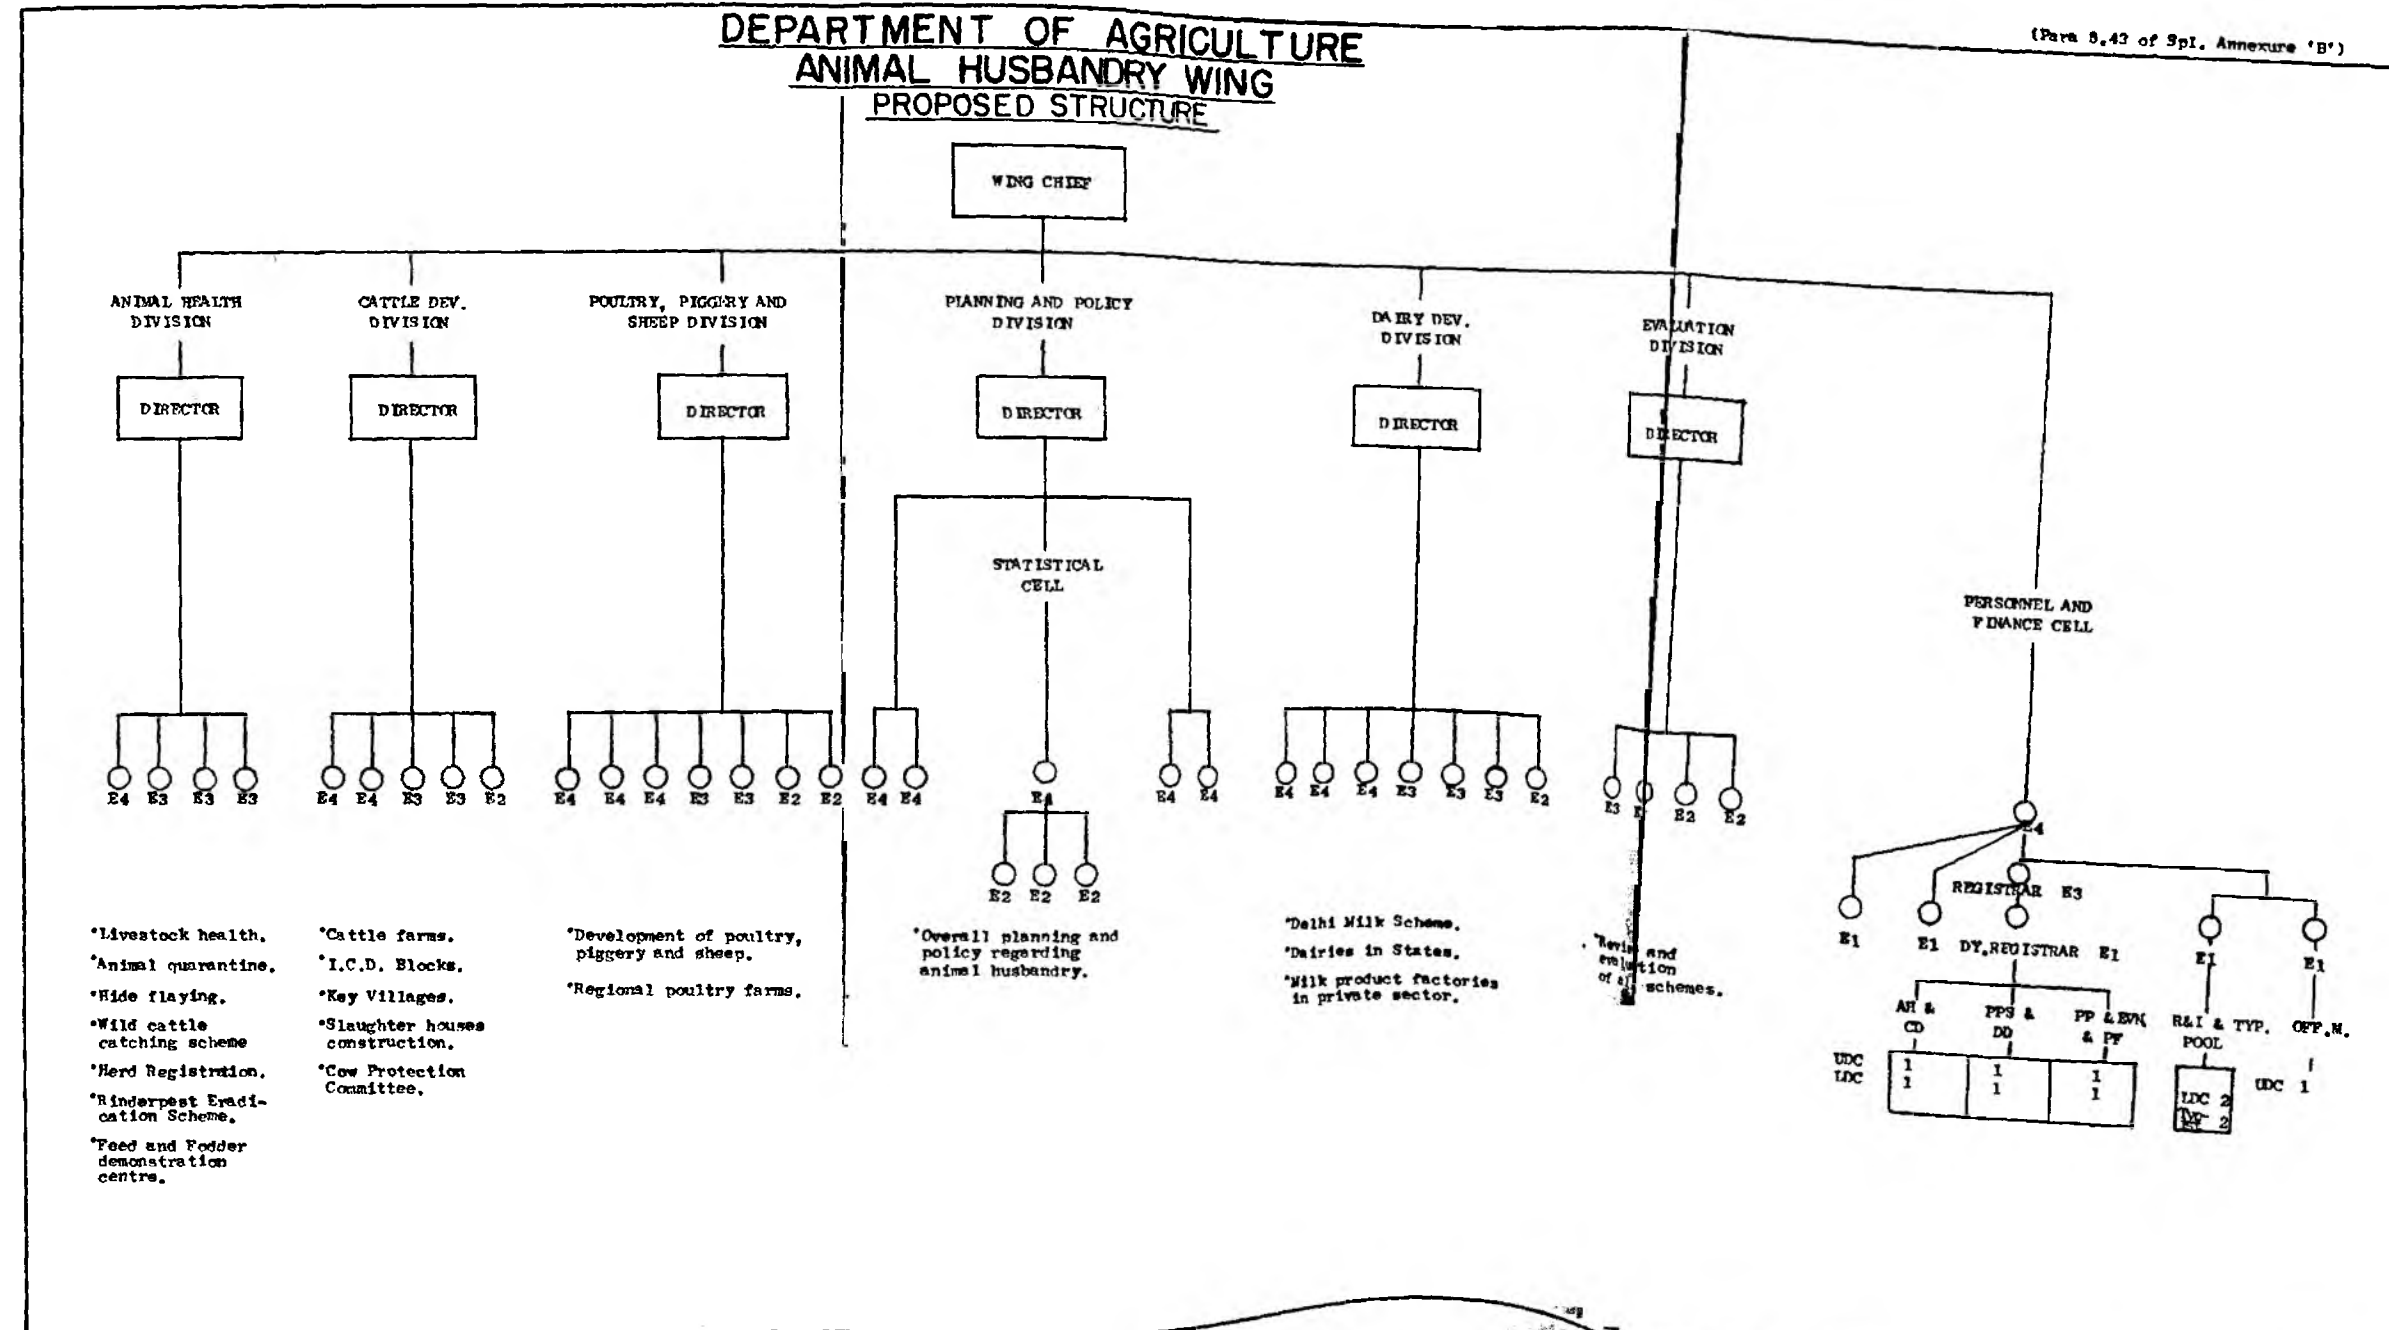 (Para 8.43 of Spl. Annexure 'B')
DEPARTMENT OF AGRICULTURE
ANIMAL HUSBANDRY WING
PROPOSED STRUCTURE
WING CHIEF
ANIMAL HEALTH
DIVISION
DIRECTOR
E4 E3 E3 E3
*Livestock health.
*Animal quarantine.
*Hide flaying.
*Wild cattle
catching scheme
*Herd Registration.
*Rinderpest Eradi-
cation Scheme.
*Feed and Fodder
demonstration
centre.
CATTLE DEV.
DIVISION
DIRECTOR
E4 E4 E3 E3 E2
*Cattle farms.
*I.C.D. Blocks.
*Key Villages.
*Slaughter houses
construction.
*Cow Protection
Committee.
POULTRY, PIGGERY AND
SHEEP DIVISION
DIRECTOR
E4 E4 E4 E3 E3 E2 E2
*Development of poultry,
piggery and sheep.
*Regional poultry farms.
PLANNING AND POLICY
DIVISION
DIRECTOR
STATISTICAL
CELL
E4 E4 E4 E4 E4
E2 E2 E2
*Overall planning and
policy regarding
animal husbandry.
DAIRY DEV.
DIVISION
DIRECTOR
E4 E4 E4 E3 E3 E3 E2
*Delhi Milk Scheme.
*Dairies in States.
*Milk product factories
in private sector.
EVALUATION
DIVISION
DIRECTOR
E3 E2 E2
and
evaluation
of all schemes.
PERSONNEL AND
FINANCE CELL
E4
REGISTRAR E3
E1 E1 DY.REGISTRAR E1 E1 E1
AH &
CD
PPS &
DD
PP & EVN
& PF
R&I & TYP.
POOL
OFF.M.
UDC 1 1 1
LDC 1 1 1
LDC 2
2
UDC 1